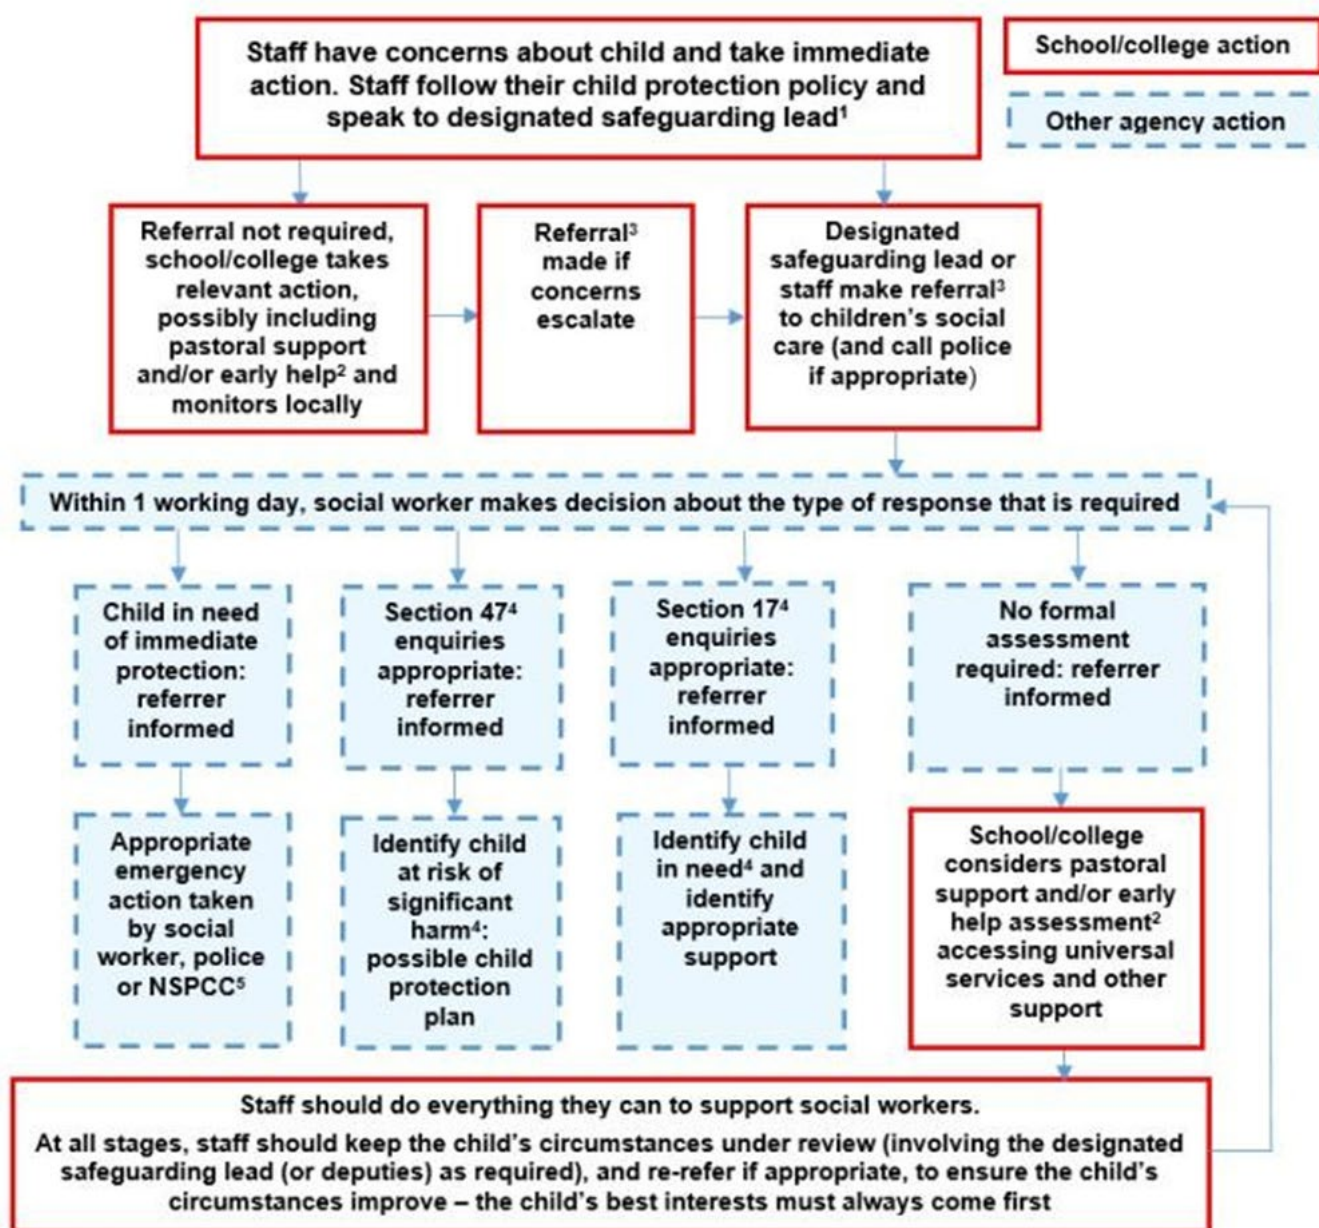 Staff have concerns about child and take immediate
action. Staff follow their child protection policy and
speak to designated safeguarding lead¹
School/college action
Other agency action
Referral not required,
school/college takes
relevant action,
possibly including
pastoral support
and/or early help² and
monitors locally
Referral³
made if
concerns
escalate
Designated
safeguarding lead or
staff make referral³
to children's social
care (and call police
if appropriate)
Within 1 working day, social worker makes decision about the type of response that is required
Child in need
of immediate
protection:
referrer
informed
Section 47⁴
enquiries
appropriate:
referrer
informed
Section 17⁴
enquiries
appropriate:
referrer
informed
No formal
assessment
required: referrer
informed
Appropriate
emergency
action taken
by social
worker, police
or NSPCC⁵
Identify child
at risk of
significant
harm⁴:
possible child
protection
plan
Identify child
in need⁴ and
identify
appropriate
support
School/college
considers pastoral
support and/or early
help assessment²
accessing universal
services and other
support
Staff should do everything they can to support social workers.
At all stages, staff should keep the child's circumstances under review (involving the designated
safeguarding lead (or deputies) as required), and re-refer if appropriate, to ensure the child's
circumstances improve – the child's best interests must always come first